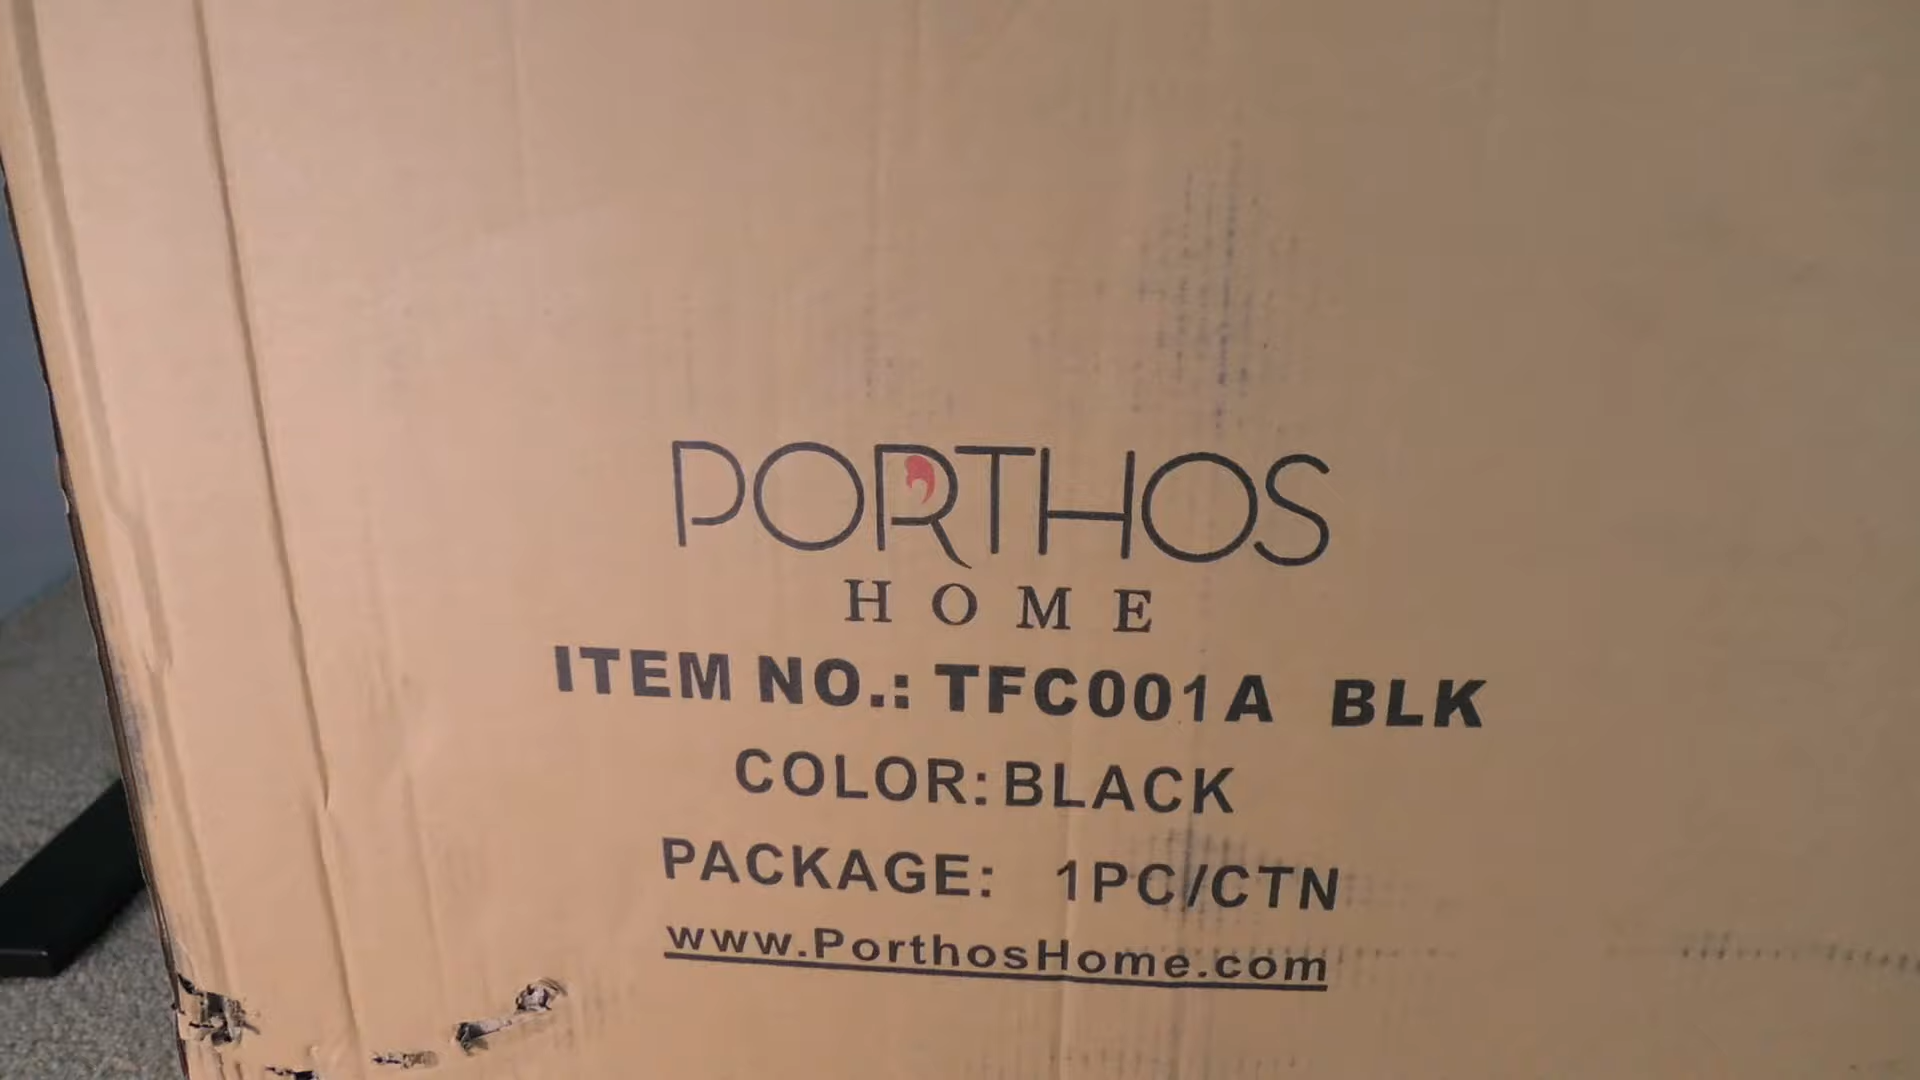 PORTHOS
HOME
ITEM NO.: TFC001A BLK
COLOR:BLACK
PACKAGE: 1PC/CTN
www.PorthosHome.com